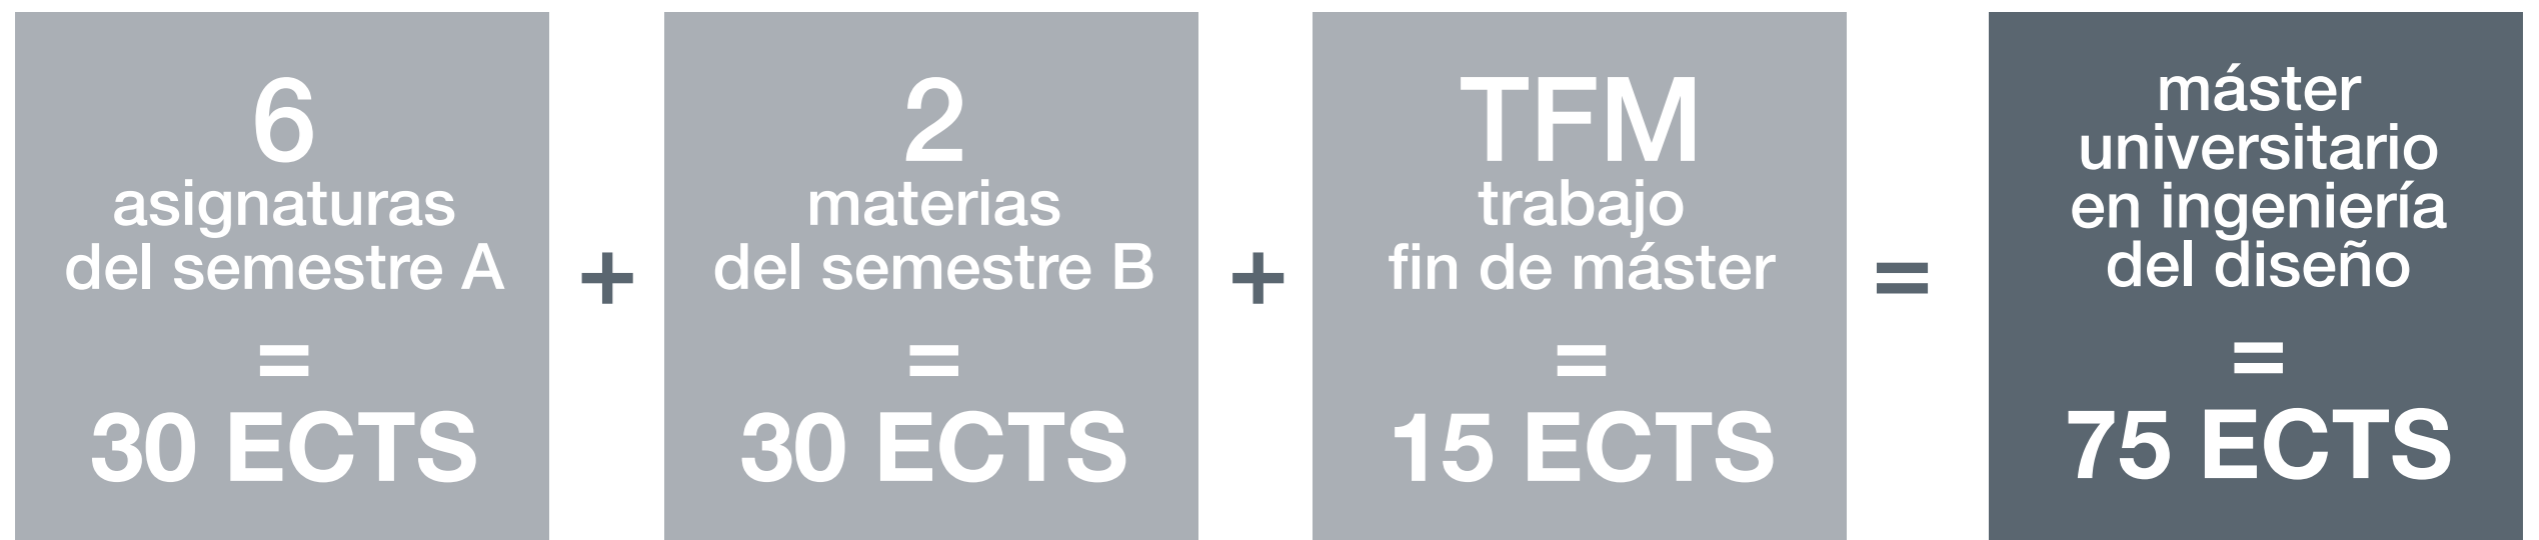 6
asignaturas
del semestre A
=
30 ECTS
+
2
materias
del semestre B
=
30 ECTS
+
TFM
trabajo
fin de máster
=
15 ECTS
=
máster
universitario
en ingeniería
del diseño
=
75 ECTS